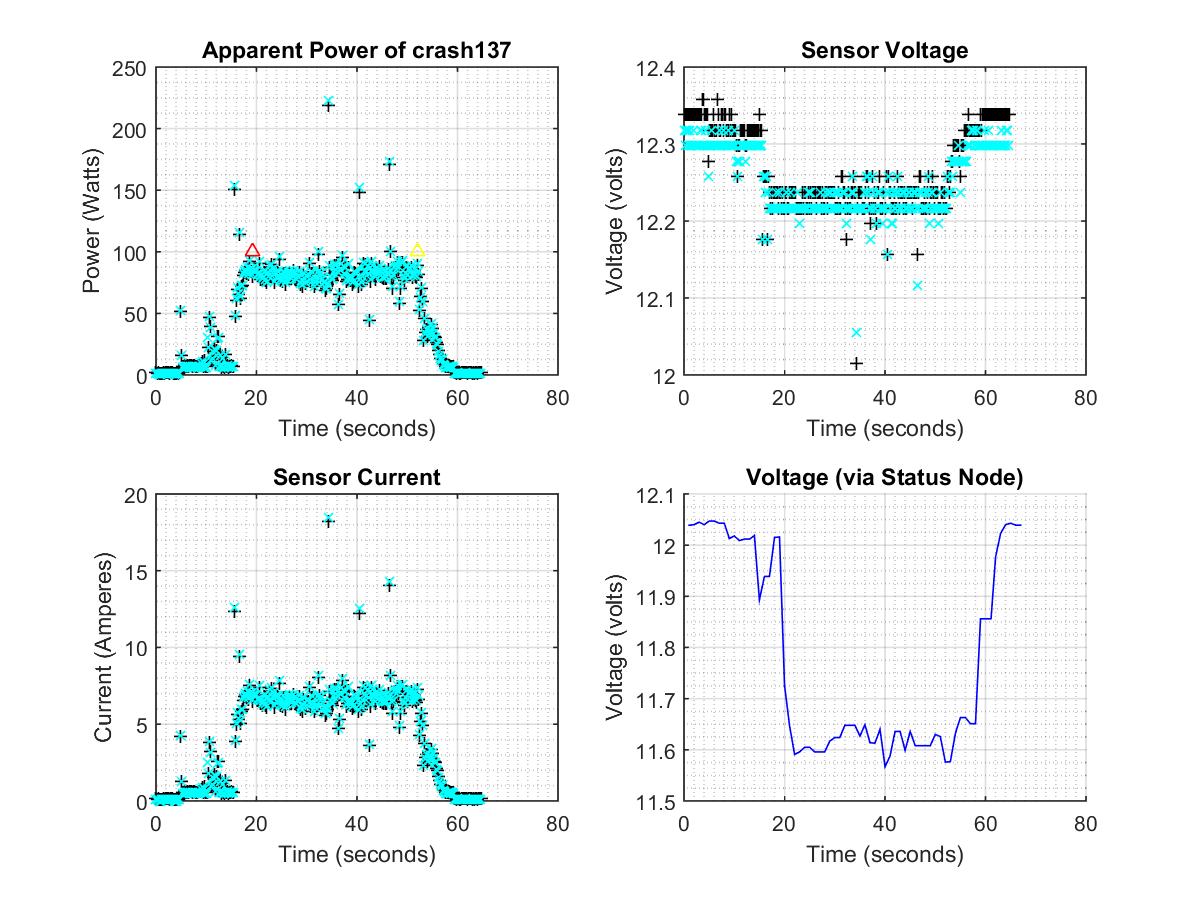 Apparent Power of crash137
250
200
150
100
50
0
Power (Watts)
0 20 40 60 80
Time (seconds)
Sensor Voltage
12.4
12.3
12.2
12.1
12
Voltage (volts)
0 20 40 60 80
Time (seconds)
Sensor Current
20
15
10
5
0
Current (Amperes)
0 20 40 60 80
Time (seconds)
Voltage (via Status Node)
12.1
12
11.9
11.8
11.7
11.6
11.5
Voltage (volts)
0 20 40 60 80
Time (seconds)